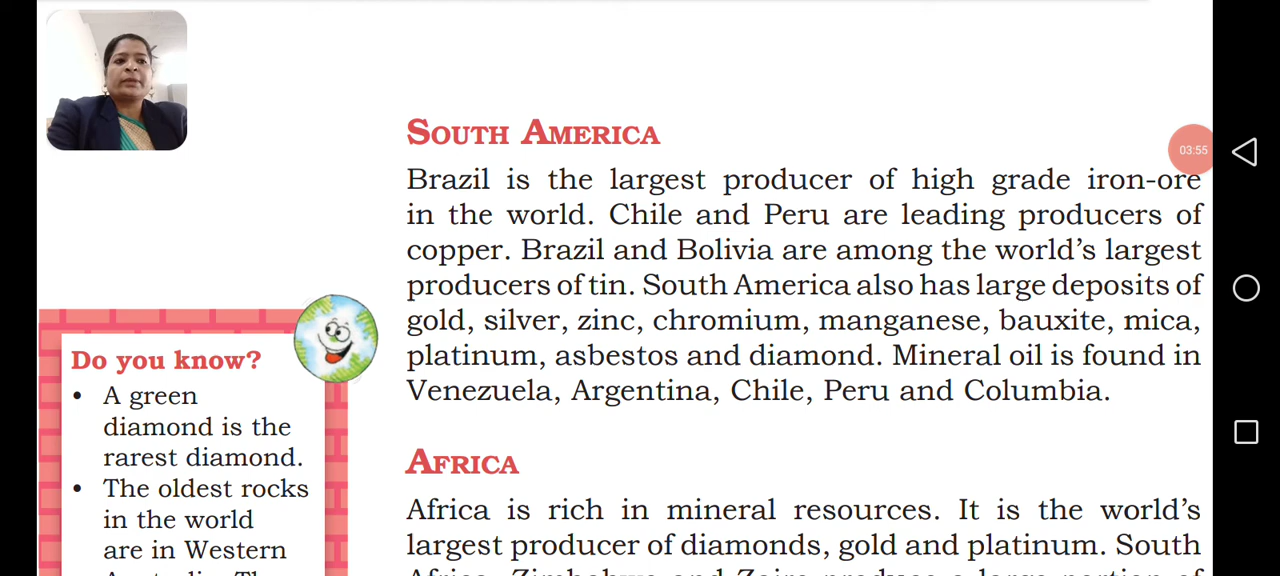 SOUTH AMERICA
03:55
Brazil is the largest producer of high grade iron-ore
in the world. Chile and Peru are leading producers of
copper. Brazil and Bolivia are among the world's largest
producers of tin. South America also has large deposits of
gold, silver, zinc, chromium, manganese, bauxite, mica,
platinum, asbestos and diamond. Mineral oil is found in
Venezuela, Argentina, Chile, Peru and Columbia.
Do you know?
• A green
diamond is the
rarest diamond.
• The oldest rocks
in the world
are in Western
AFRICA
Africa is rich in mineral resources. It is the world's
largest producer of diamonds, gold and platinum. South